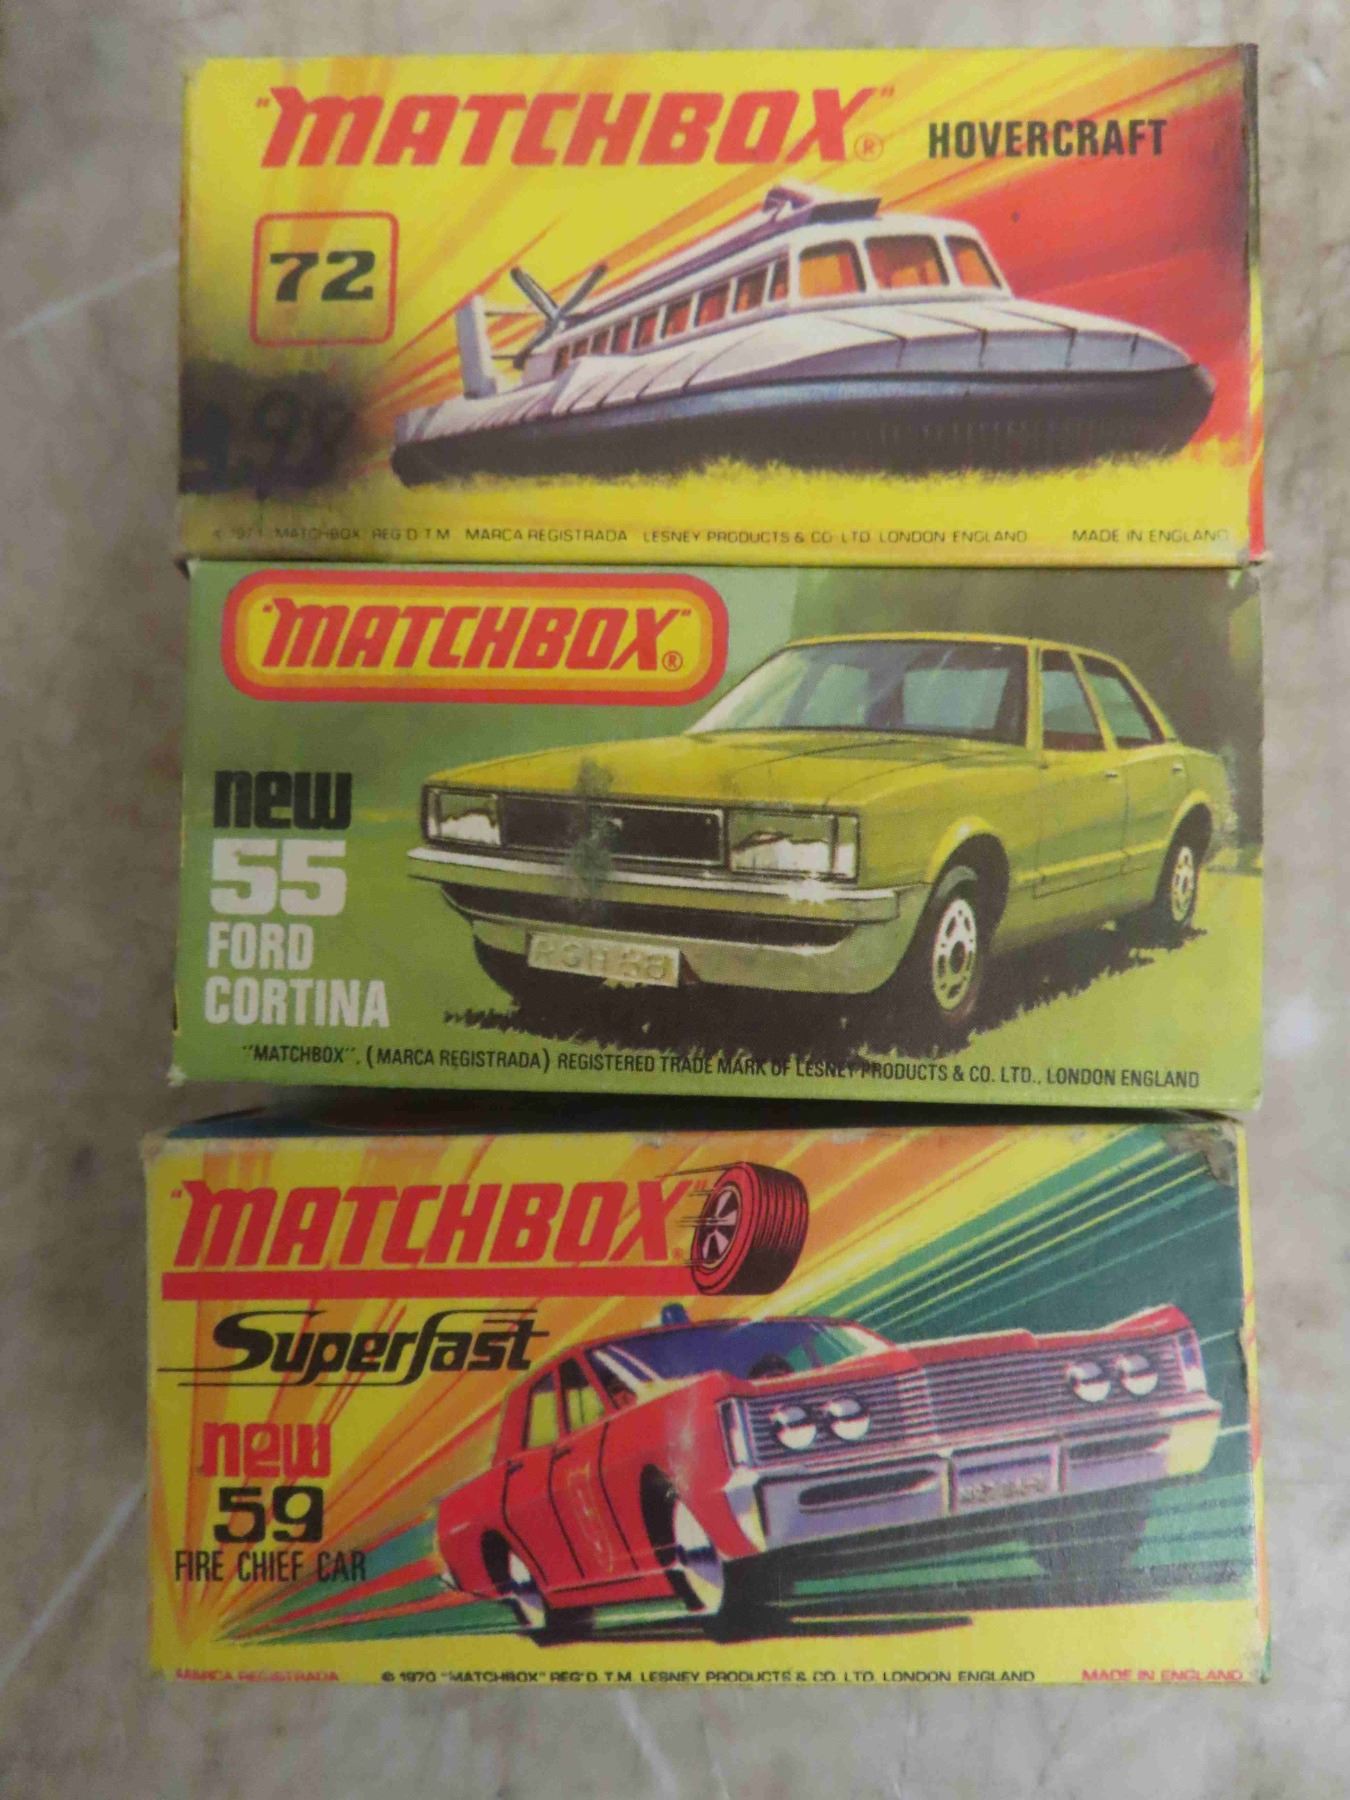 "MATCHBOX"® HOVERCRAFT
72
MATCHBOX REG'D T.M. MARCA REGISTRADA LESNEY PRODUCTS & CO. LTD. LONDON ENGLAND MADE IN ENGLAND
"MATCHBOX"®
new
55
FORD
CORTINA
"MATCHBOX". (MARCA REGISTRADA) REGISTERED TRADE MARK OF LESNEY PRODUCTS & CO. LTD., LONDON ENGLAND
"MATCHBOX"®
Superfast
new
59
FIRE CHIEF CAR
MARCA REGISTRADA © 1970 "MATCHBOX" REG'D. T.M. LESNEY PRODUCTS & CO. LTD. LONDON ENGLAND MADE IN ENGLAND